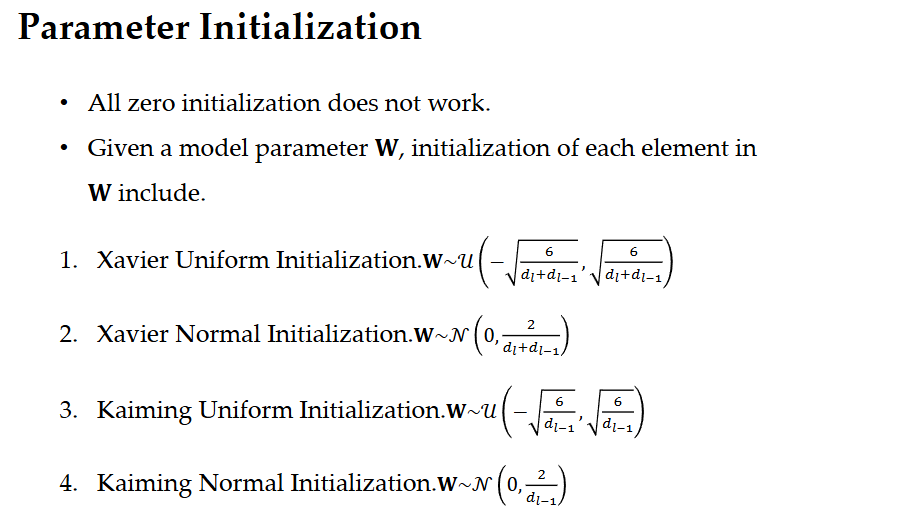 Parameter Initialization
• All zero initialization does not work.
• Given a model parameter W, initialization of each element in
W include.
1. Xavier Uniform Initialization.W~𝒰(−√(6/(d_l+d_{l−1})), √(6/(d_l+d_{l−1})))
2. Xavier Normal Initialization.W~𝒩(0, 2/(d_l+d_{l−1}))
3. Kaiming Uniform Initialization.W~𝒰(−√(6/d_{l−1}), √(6/d_{l−1}))
4. Kaiming Normal Initialization.W~𝒩(0, 2/d_{l−1})